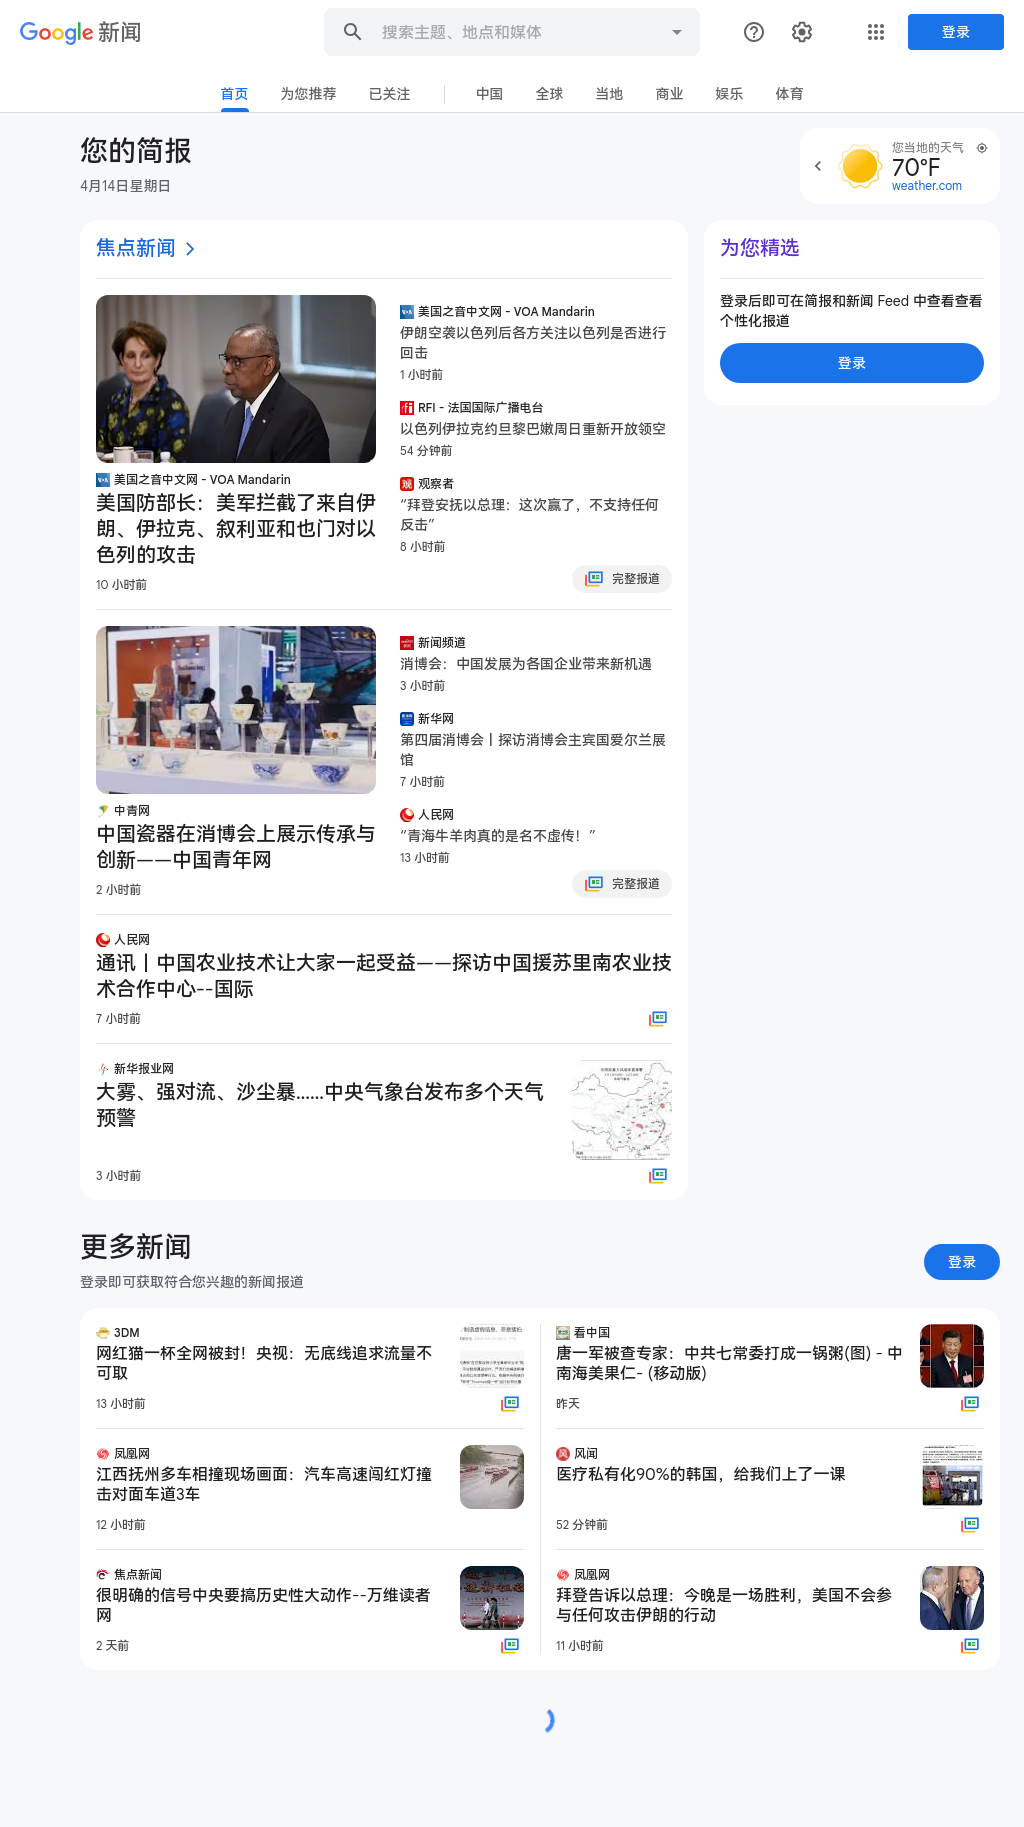 Google 新闻
搜索主题、地点和媒体
登录
首页
为您推荐
已关注
中国
全球
当地
商业
娱乐
体育
您的简报
4月14日星期日
您当地的天气
70°F
weather.com
焦点新闻
美国之音中文网 - VOA Mandarin
美国防部长：美军拦截了来自伊
朗、伊拉克、叙利亚和也门对以
色列的攻击
10 小时前
美国之音中文网 - VOA Mandarin
伊朗空袭以色列后各方关注以色列是否进行
回击
1 小时前
RFI - 法国国际广播电台
以色列伊拉克约旦黎巴嫩周日重新开放领空
54 分钟前
观察者
“拜登安抚以总理：这次赢了，不支持任何
反击”
8 小时前
完整报道
中青网
中国瓷器在消博会上展示传承与
创新——中国青年网
2 小时前
新闻频道
消博会：中国发展为各国企业带来新机遇
3 小时前
新华网
第四届消博会丨探访消博会主宾国爱尔兰展
馆
7 小时前
人民网
“青海牛羊肉真的是名不虚传！”
13 小时前
完整报道
人民网
通讯丨中国农业技术让大家一起受益——探访中国援苏里南农业技
术合作中心--国际
7 小时前
新华报业网
大雾、强对流、沙尘暴……中央气象台发布多个天气
预警
3 小时前
为您精选
登录后即可在简报和新闻 Feed 中查看查看
个性化报道
登录
更多新闻
登录即可获取符合您兴趣的新闻报道
登录
3DM
网红猫一杯全网被封！央视：无底线追求流量不
可取
13 小时前
看中国
唐一军被查专家：中共七常委打成一锅粥(图) - 中
南海美果仁- (移动版)
昨天
凤凰网
江西抚州多车相撞现场画面：汽车高速闯红灯撞
击对面车道3车
12 小时前
风闻
医疗私有化90%的韩国，给我们上了一课
52 分钟前
焦点新闻
很明确的信号中央要搞历史性大动作--万维读者
网
2 天前
凤凰网
拜登告诉以总理：今晚是一场胜利，美国不会参
与任何攻击伊朗的行动
11 小时前